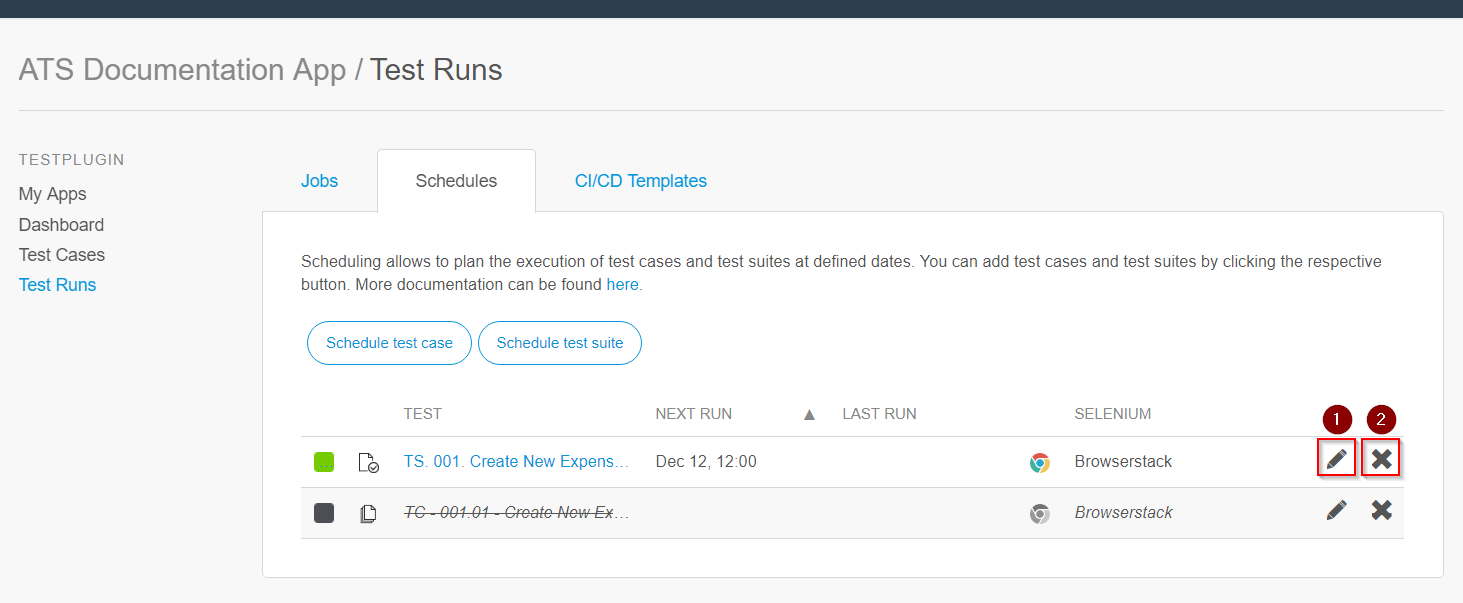 ATS Documentation App / Test Runs
TESTPLUGIN
My Apps
Dashboard
Test Cases
Test Runs
Jobs
Schedules
CI/CD Templates
Scheduling allows to plan the execution of test cases and test suites at defined dates. You can add test cases and test suites by clicking the respective
button. More documentation can be found here.
Schedule test case
Schedule test suite
TEST NEXT RUN ▲ LAST RUN SELENIUM
1 2
TS. 001. Create New Expens... Dec 12, 12:00 Browserstack
TC - 001.01 - Create New Ex... Browserstack